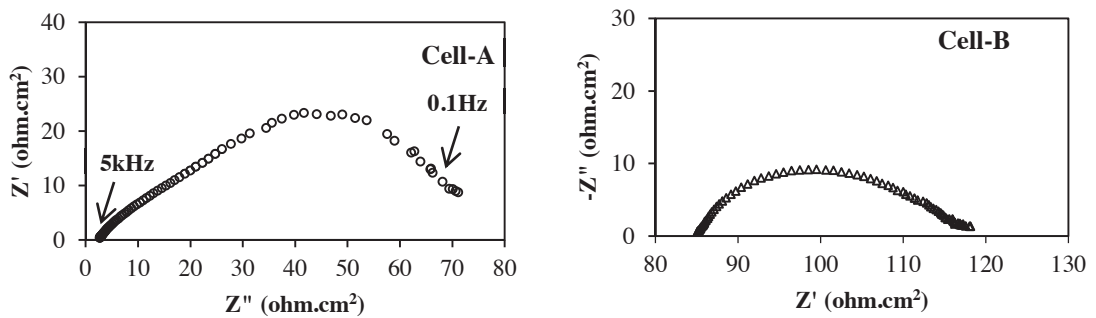 40
30
20
10
0
Z' (ohm.cm²)
Cell-A
0.1Hz
5kHz
0 10 20 30 40 50 60 70 80
Z" (ohm.cm²)
30
20
10
0
-Z" (ohm.cm²)
Cell-B
80 90 100 110 120 130
Z' (ohm.cm²)